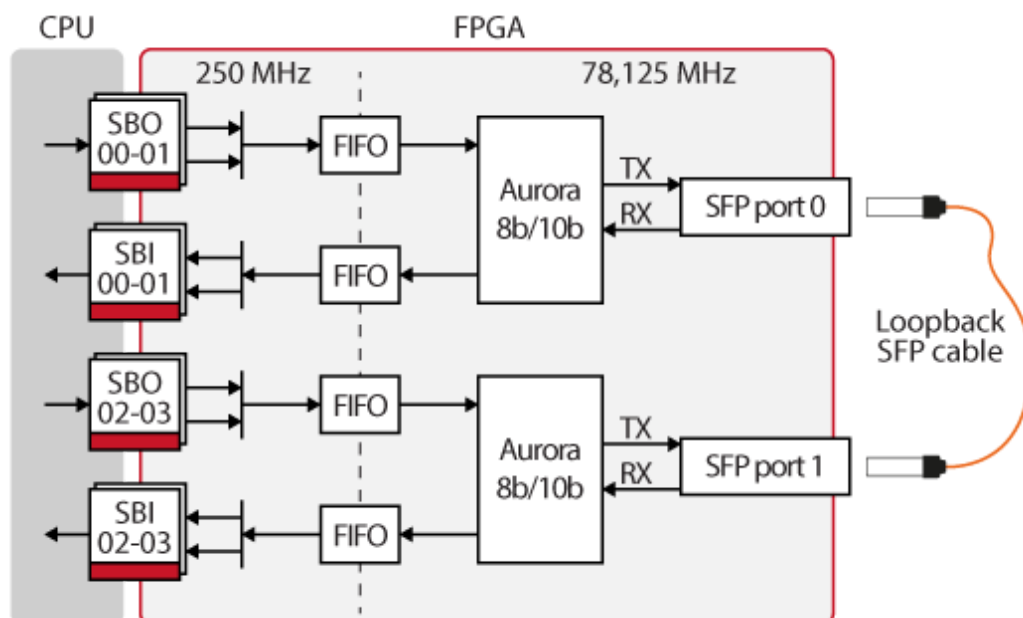 CPU
FPGA
250 MHz
78,125 MHz
SBO
00-01
FIFO
Aurora
8b/10b
TX
RX
SFP port 0
SBI
00-01
FIFO
Loopback
SFP cable
SBO
02-03
FIFO
Aurora
8b/10b
TX
RX
SFP port 1
SBI
02-03
FIFO